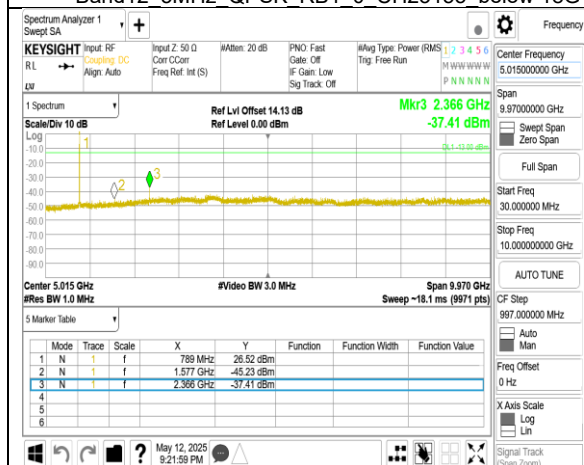 Spectrum Analyzer 1
Swept SA
Frequency
KEYSIGHT Input: RF Input Z: 50 Ω #Atten: 20 dB PNO: Fast #Avg Type: Power (RMS 1 2 3 4 5 6
RL Coupling: DC Corr CCorr Gate: Off Trig: Free Run M W W W W W
Align: Auto Freq Ref: Int (S) IF Gain: Low P N N N N N
Sig Track: Off
LXI
1 Spectrum
Scale/Div 10 dB
Ref Lvl Offset 14.13 dB
Ref Level 0.00 dBm
Mkr3 2.366 GHz
-37.41 dBm
Log
-10.0
-20.0
-30.0
-40.0
-50.0
-60.0
-70.0
-80.0
-90.0
1
2
3
DL1 -13.00 dBm
Center 5.015 GHz #Video BW 3.0 MHz Span 9.970 GHz
#Res BW 1.0 MHz Sweep ~18.1 ms (9971 pts)
5 Marker Table
Mode Trace Scale X Y Function Function Width Function Value
1 N 1 f 789 MHz 26.52 dBm
2 N 1 f 1.577 GHz -45.23 dBm
3 N 1 f 2.366 GHz -37.41 dBm
4
5
6
May 12, 2025
9:21:59 PM
Center Frequency
5.015000000 GHz
Span
9.97000000 GHz
Swept Span
Zero Span
Full Span
Start Freq
30.000000 MHz
Stop Freq
10.000000000 GHz
AUTO TUNE
CF Step
997.000000 MHz
Auto
Man
Freq Offset
0 Hz
X Axis Scale
Log
Lin
Signal Track
(Span Zoom)